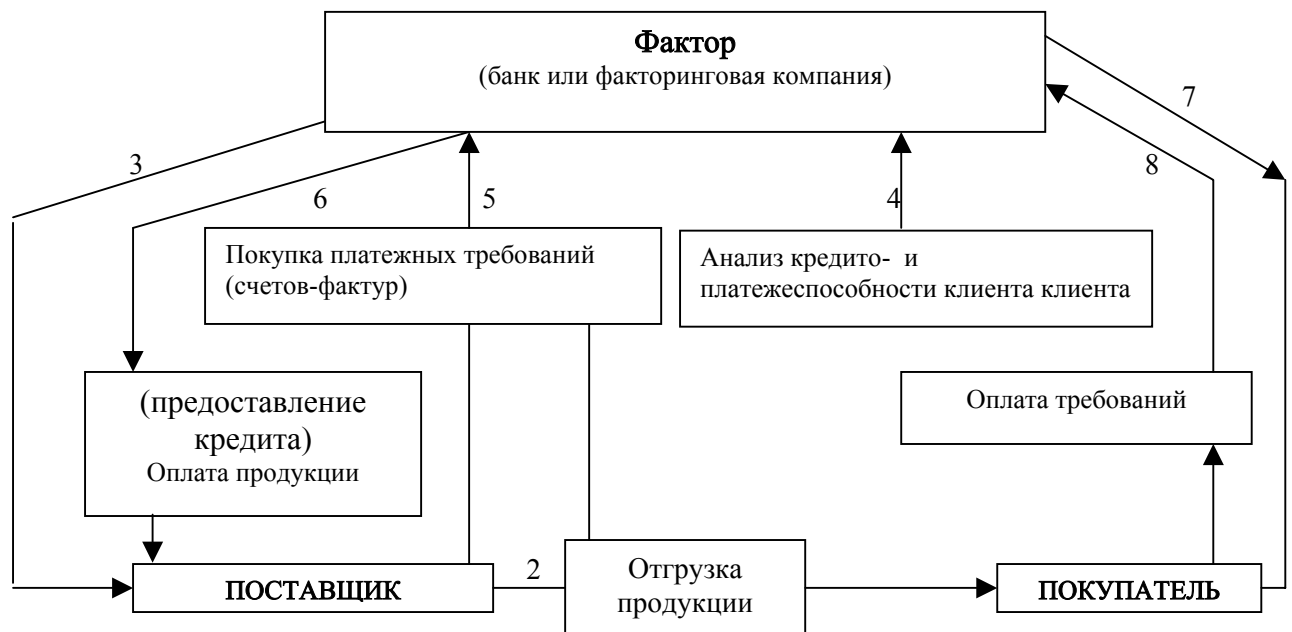 Фактор
(банк или факторинговая компания)
7
3
8
6
5
4
Покупка платежных требований
(счетов-фактур)
Анализ кредито- и
платежеспособности клиента клиента
(предоставление
кредита)
Оплата продукции
Оплата требований
ПОСТАВЩИК
2
Отгрузка
продукции
ПОКУПАТЕЛЬ